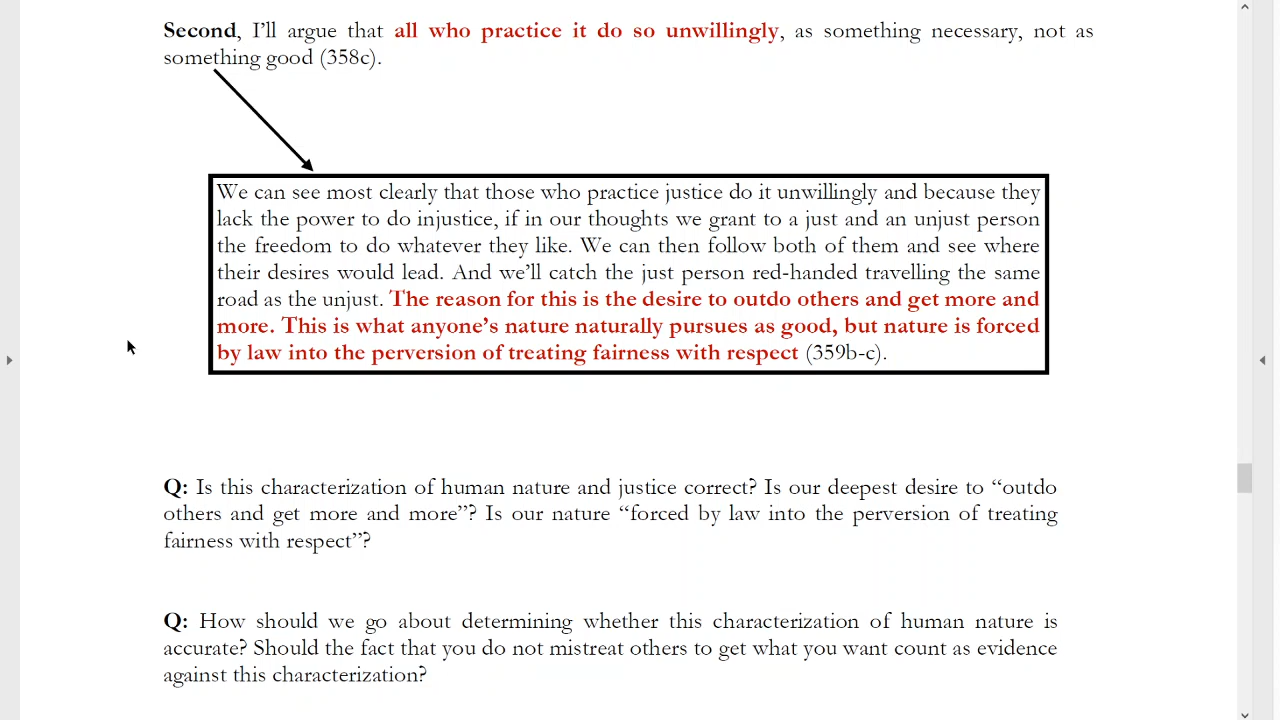 Second, I’ll argue that all who practice it do so unwillingly, as something necessary, not as
something good (358c).
We can see most clearly that those who practice justice do it unwillingly and because they
lack the power to do injustice, if in our thoughts we grant to a just and an unjust person
the freedom to do whatever they like. We can then follow both of them and see where
their desires would lead. And we’ll catch the just person red-handed travelling the same
road as the unjust. The reason for this is the desire to outdo others and get more and
more. This is what anyone’s nature naturally pursues as good, but nature is forced
by law into the perversion of treating fairness with respect (359b-c).
Q: Is this characterization of human nature and justice correct? Is our deepest desire to “outdo
others and get more and more”? Is our nature “forced by law into the perversion of treating
fairness with respect”?
Q: How should we go about determining whether this characterization of human nature is
accurate? Should the fact that you do not mistreat others to get what you want count as evidence
against this characterization?